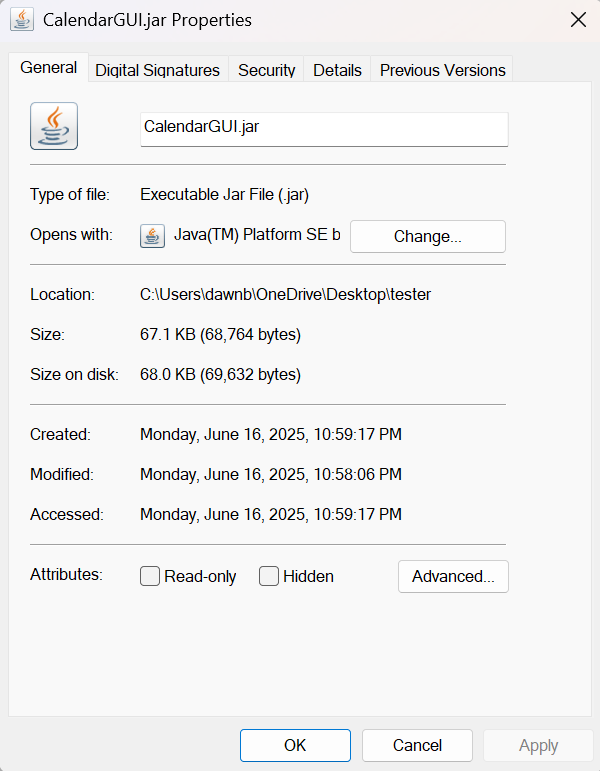 CalendarGUI.jar Properties
General Digital Signatures Security Details Previous Versions
CalendarGUI.jar
Type of file: Executable Jar File (.jar)
Opens with: Java(TM) Platform SE b Change...
Location: C:\Users\dawnb\OneDrive\Desktop\tester
Size: 67.1 KB (68,764 bytes)
Size on disk: 68.0 KB (69,632 bytes)
Created: Monday, June 16, 2025, 10:59:17 PM
Modified: Monday, June 16, 2025, 10:58:06 PM
Accessed: Monday, June 16, 2025, 10:59:17 PM
Attributes: Read-only Hidden Advanced...
OK Cancel Apply